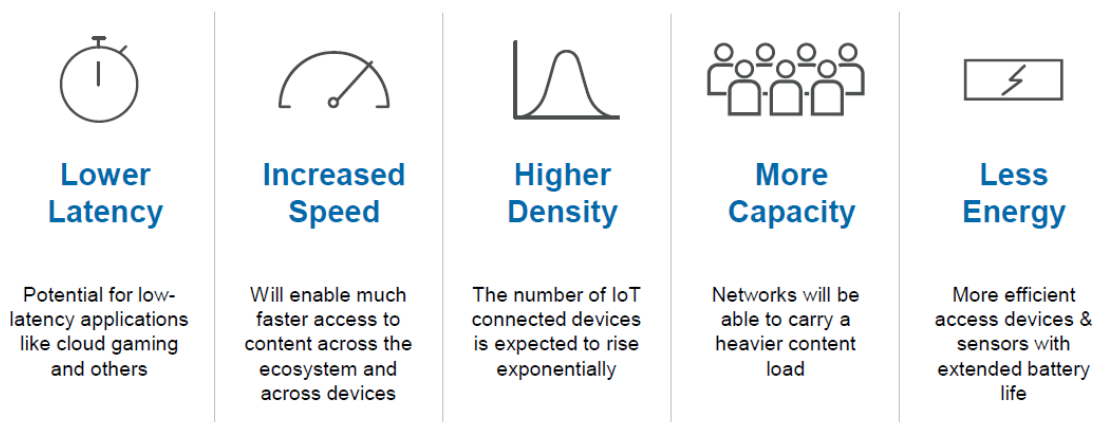 Lower
Latency
Potential for low-
latency applications
like cloud gaming
and others
Increased
Speed
Will enable much
faster access to
content across the
ecosystem and
across devices
Higher
Density
The number of IoT
connected devices
is expected to rise
exponentially
More
Capacity
Networks will be
able to carry a
heavier content
load
Less
Energy
More efficient
access devices &
sensors with
extended battery
life